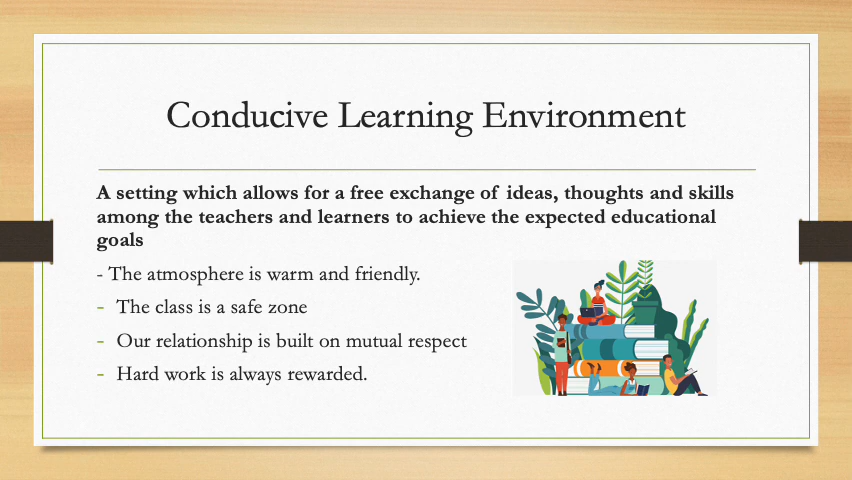 Conducive Learning Environment
A setting which allows for a free exchange of ideas, thoughts and skills
among the teachers and learners to achieve the expected educational
goals
- The atmosphere is warm and friendly.
- The class is a safe zone
- Our relationship is built on mutual respect
- Hard work is always rewarded.